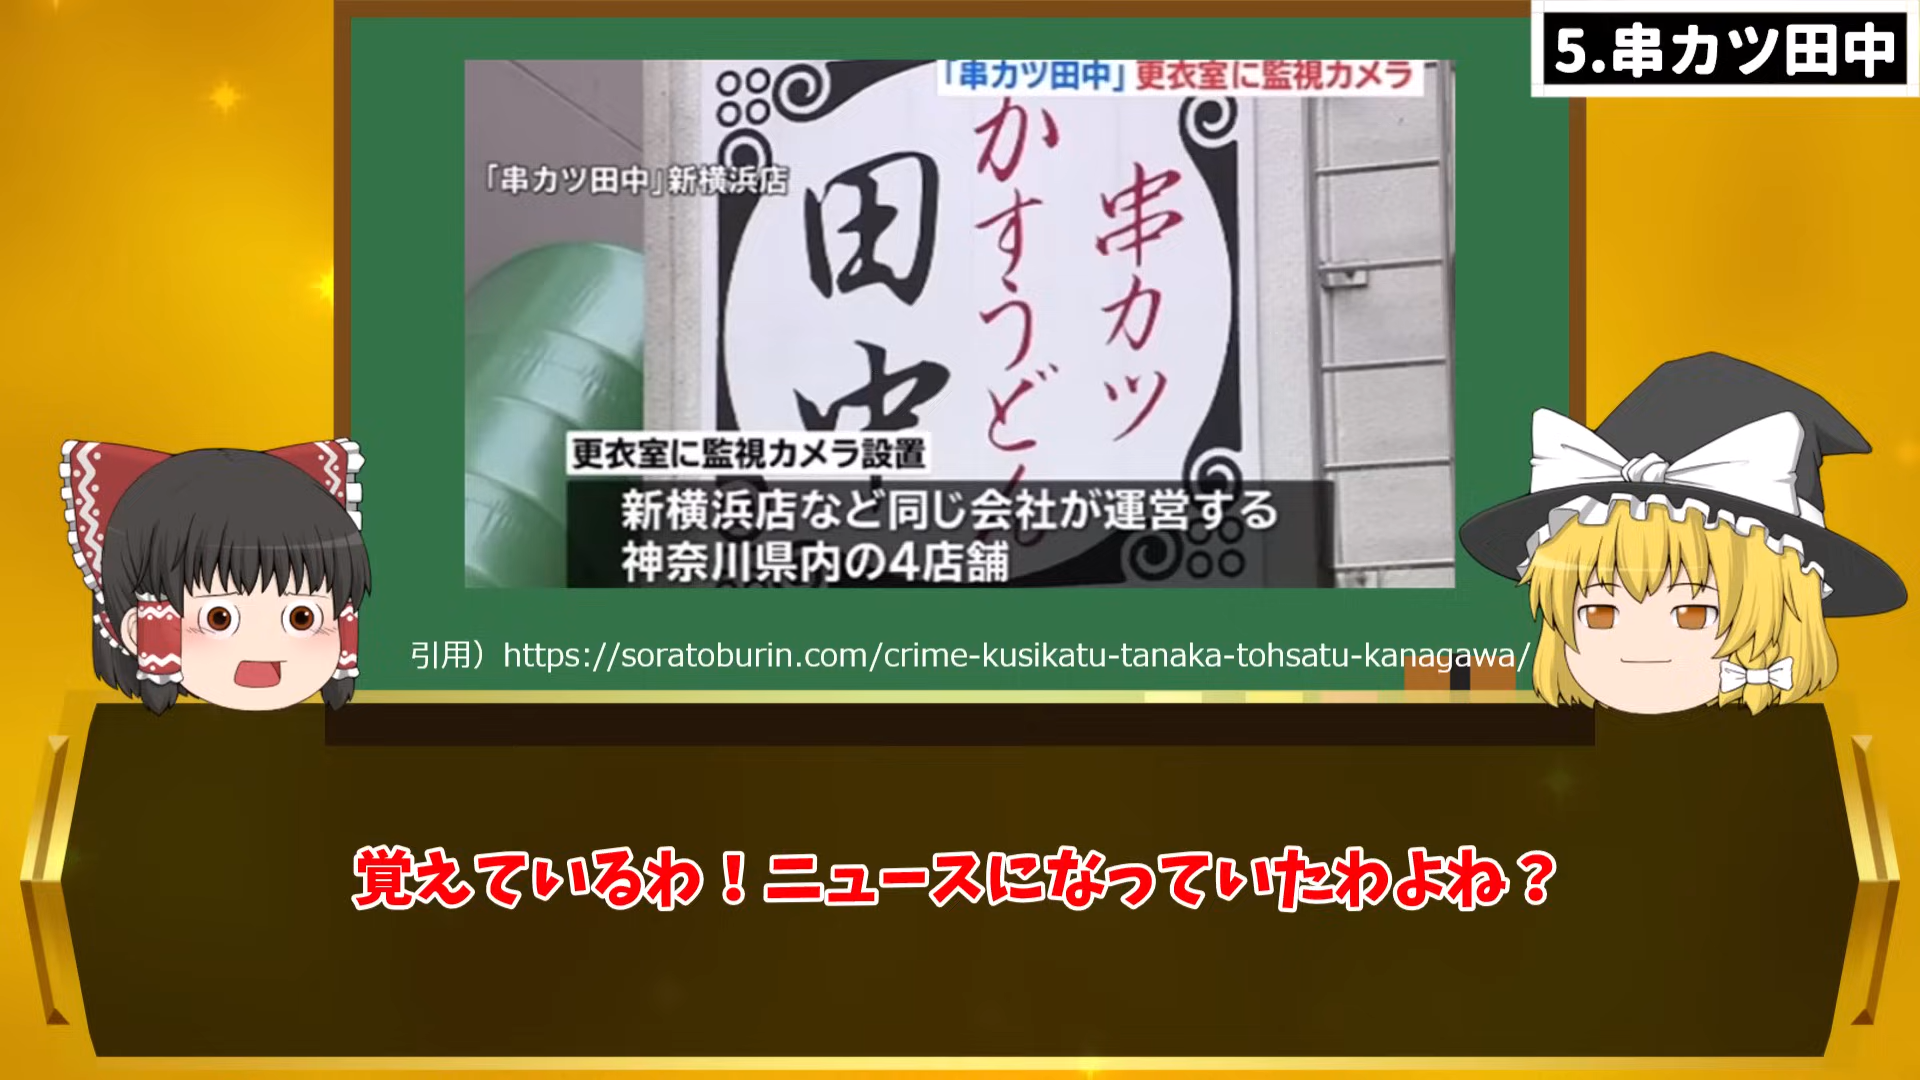 5.串カツ田中
「串カツ田中」更衣室に監視カメラ
「串カツ田中」新横浜店
串カツ
かすうどん
田中
更衣室に監視カメラ設置
新横浜店など同じ会社が運営する
神奈川県内の4店舗
引用）https://soratoburin.com/crime-kusikatu-tanaka-tohsatu-kanagawa/
覚えているわ！ニュースになっていたわよね？